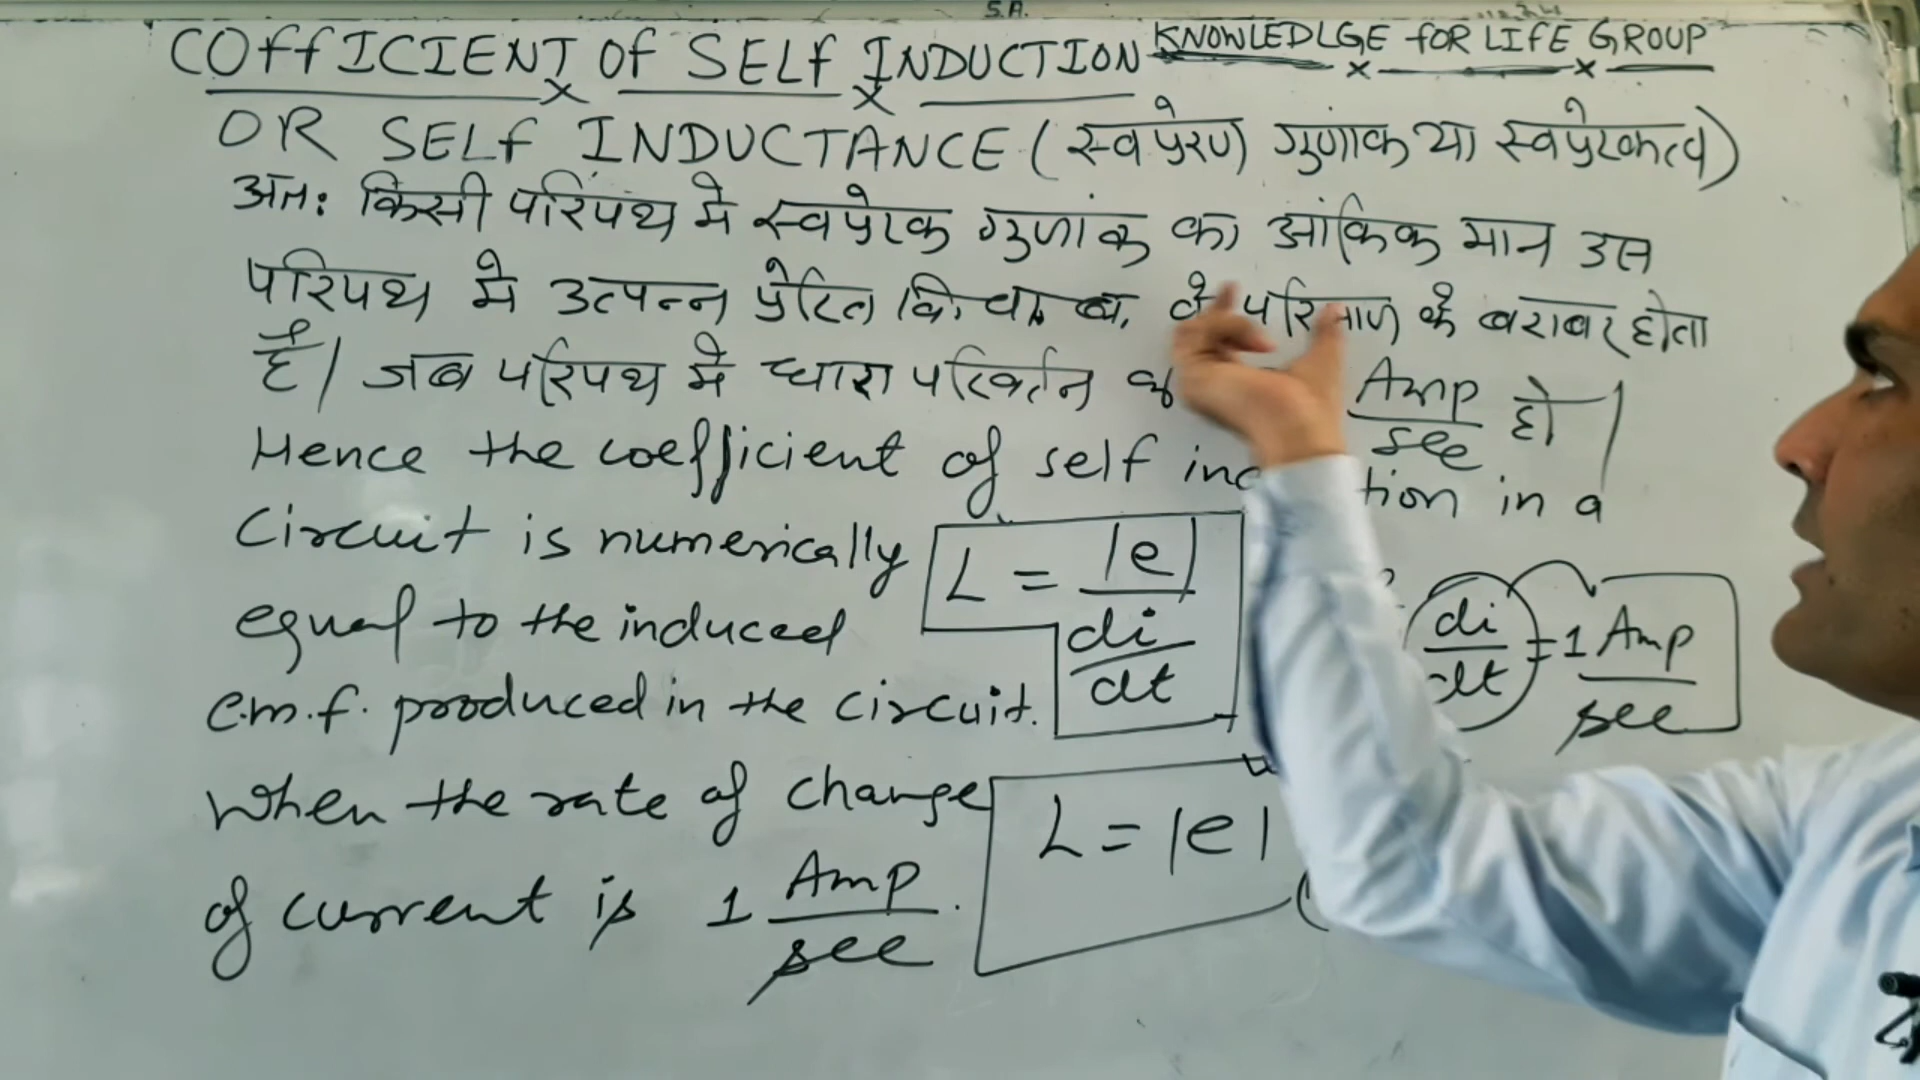 S.A.
COffICIENT Of SELf INDUCTION
KNOWLEDLGE fOR LIFE GROUP
OR SELf INDUCTANCE (स्वप्रेरण गुणांक या स्वप्रेरकत्व)
अतः किसी परिपथ मे स्वप्रेरक गुणांक का आंकिक मान उस
परिपथ मे उत्पन्न प्रेरित वि. वा. ब. के परिमाण के बराबर होता
है। जब परिपथ मे धारा परिवर्तन Amp/sec हो।
Hence the coefficient of self in a
Circuit is numerically
equal to the induced
e.m.f. produced in the circuit.
When the rate of change
of current is 1 Amp/sec.
L = |e| / di/dt
di/dt = 1 Amp/sec
L = |e|